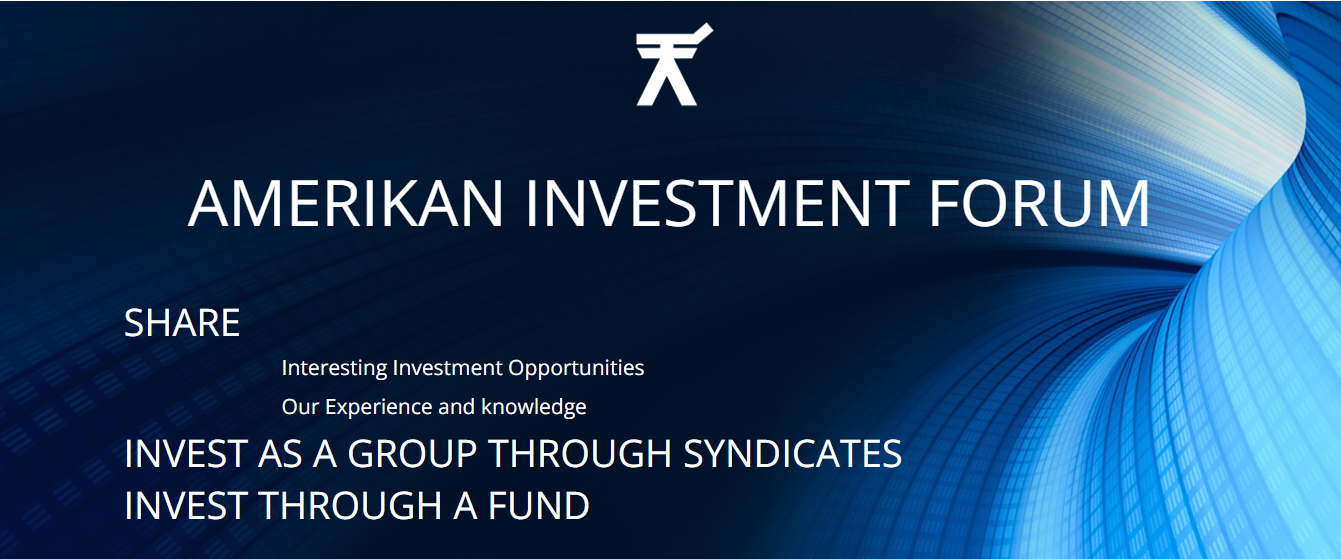 AMERIKAN INVESTMENT FORUM
SHARE
Interesting Investment Opportunities
Our Experience and knowledge
INVEST AS A GROUP THROUGH SYNDICATES
INVEST THROUGH A FUND